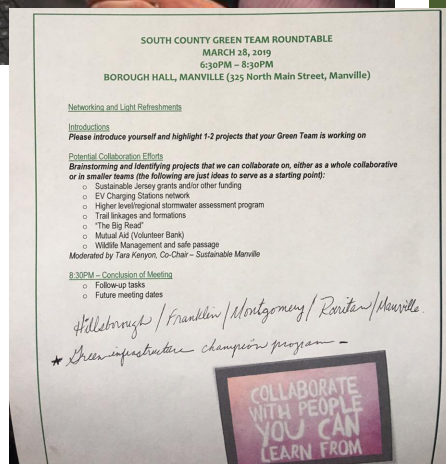 SOUTH COUNTY GREEN TEAM ROUNDTABLE
MARCH 28, 2019
6:30PM – 8:30PM
BOROUGH HALL, MANVILLE (325 North Main Street, Manville)
Networking and Light Refreshments
Introductions
Please introduce yourself and highlight 1-2 projects that your Green Team is working on
Potential Collaboration Efforts
Brainstorming and Identifying projects that we can collaborate on, either as a whole collaborative
or in smaller teams (the following are just ideas to serve as a starting point):
o Sustainable Jersey grants and/or other funding
o EV Charging Stations network
o Higher level/regional stormwater assessment program
o Trail linkages and formations
o "The Big Read"
o Mutual Aid (Volunteer Bank)
o Wildlife Management and safe passage
Moderated by Tara Kenyon, Co-Chair – Sustainable Manville
8:30PM – Conclusion of Meeting
o Follow-up tasks
o Future meeting dates
Hillsborough / Franklin / Montgomery / Raritan / Manville.
★ Green infrastructure champion program –
COLLABORATE
WITH PEOPLE
YOU CAN
LEARN FROM